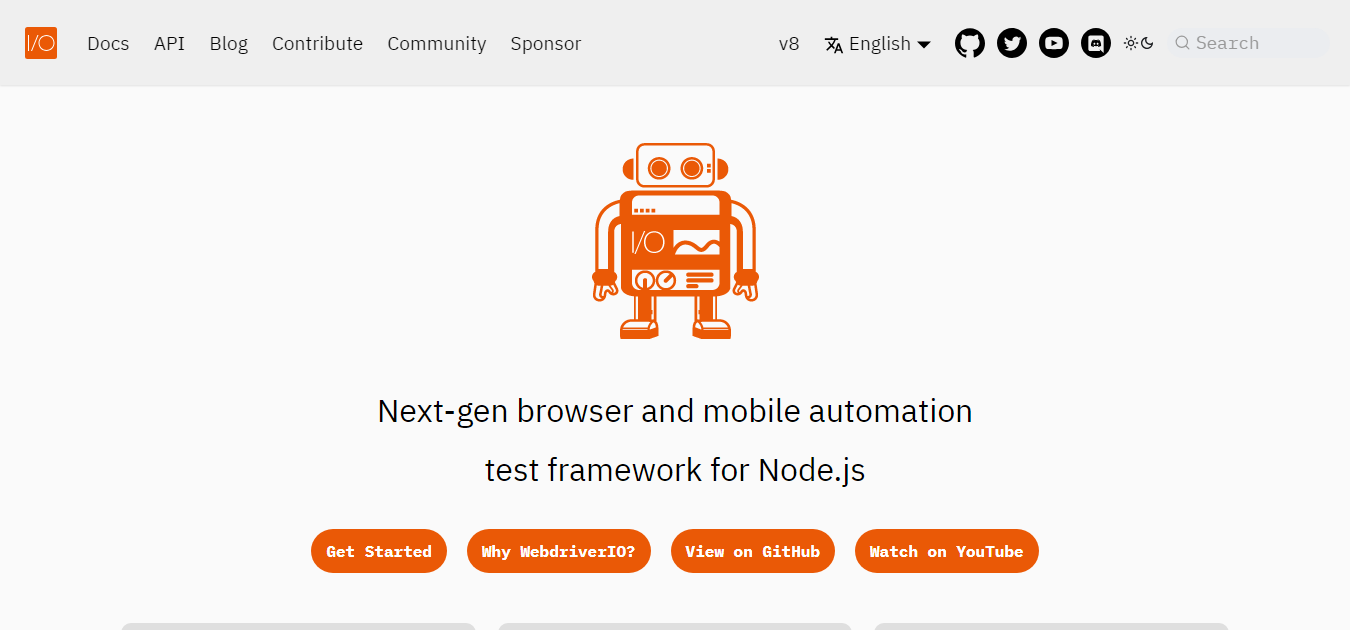 I/O Docs API Blog Contribute Community Sponsor v8 English Search
I/O
Next-gen browser and mobile automation
test framework for Node.js
Get Started Why WebdriverIO? View on GitHub Watch on YouTube